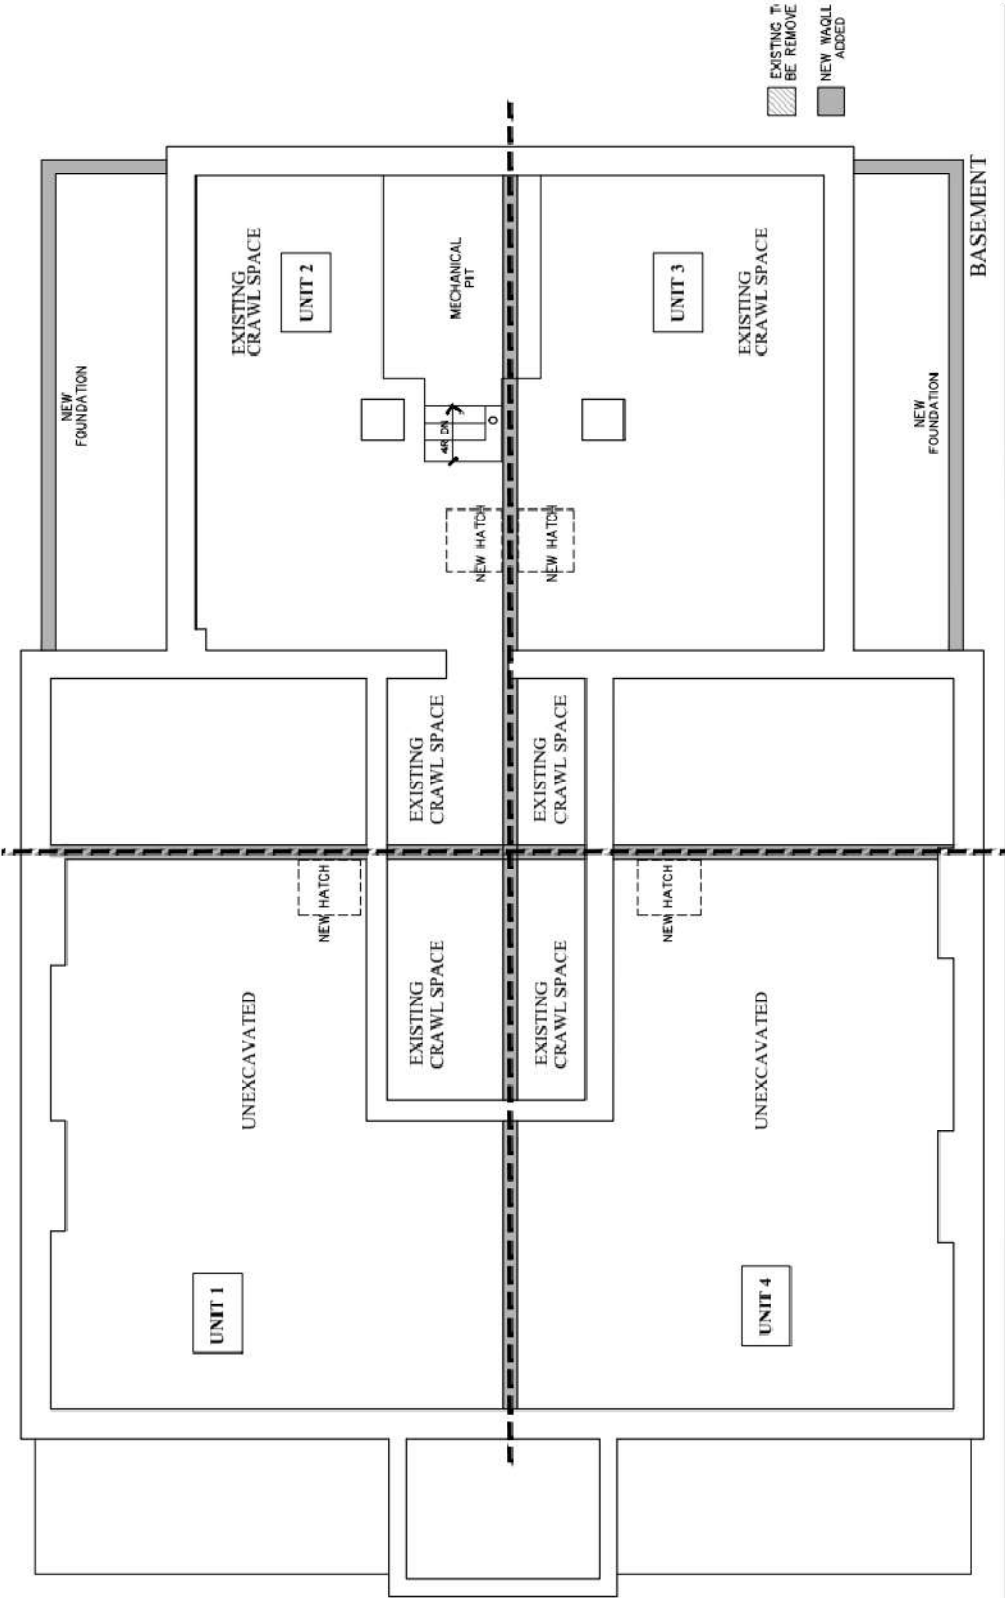 NEW
FOUNDATION
UNIT 1
EXISTING
CRAWL SPACE
UNEXCAVATED
UNIT 2
NEW HATCH
EXISTING
CRAWL SPACE
EXISTING
CRAWL SPACE
4R DN
MECHANICAL
PIT
NEW HATCH
NEW HATCH
EXISTING
CRAWL SPACE
EXISTING
CRAWL SPACE
NEW HATCH
UNIT 3
EXISTING
CRAWL SPACE
UNEXCAVATED
UNIT 4
EXISTING
BE REMOVE
NEW WAQLL
ADDED
NEW
FOUNDATION
BASEMENT